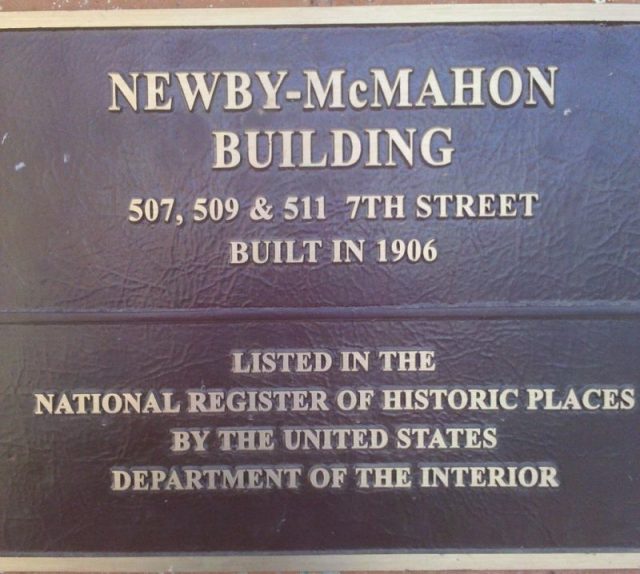 NEWBY-McMAHON
BUILDING
507, 509 & 511 7TH STREET
BUILT IN 1906
LISTED IN THE
NATIONAL REGISTER OF HISTORIC PLACES
BY THE UNITED STATES
DEPARTMENT OF THE INTERIOR